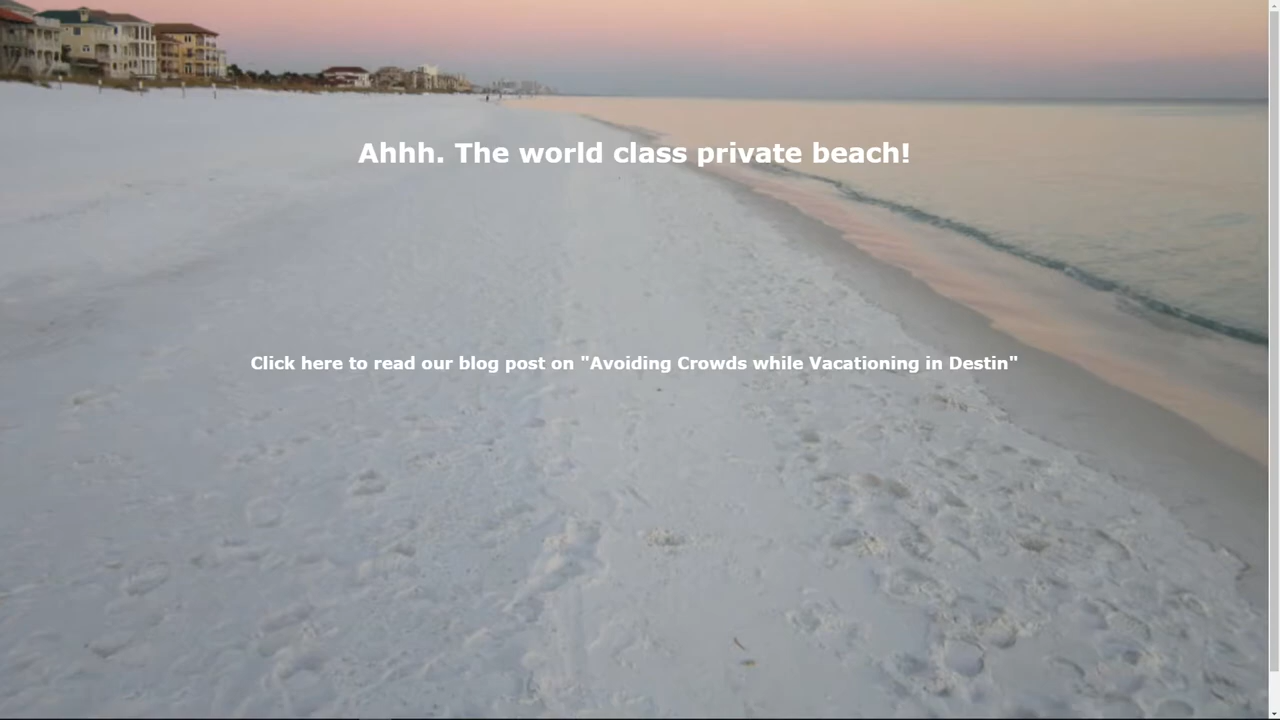 Ahhh. The world class private beach!
Click here to read our blog post on "Avoiding Crowds while Vacationing in Destin"